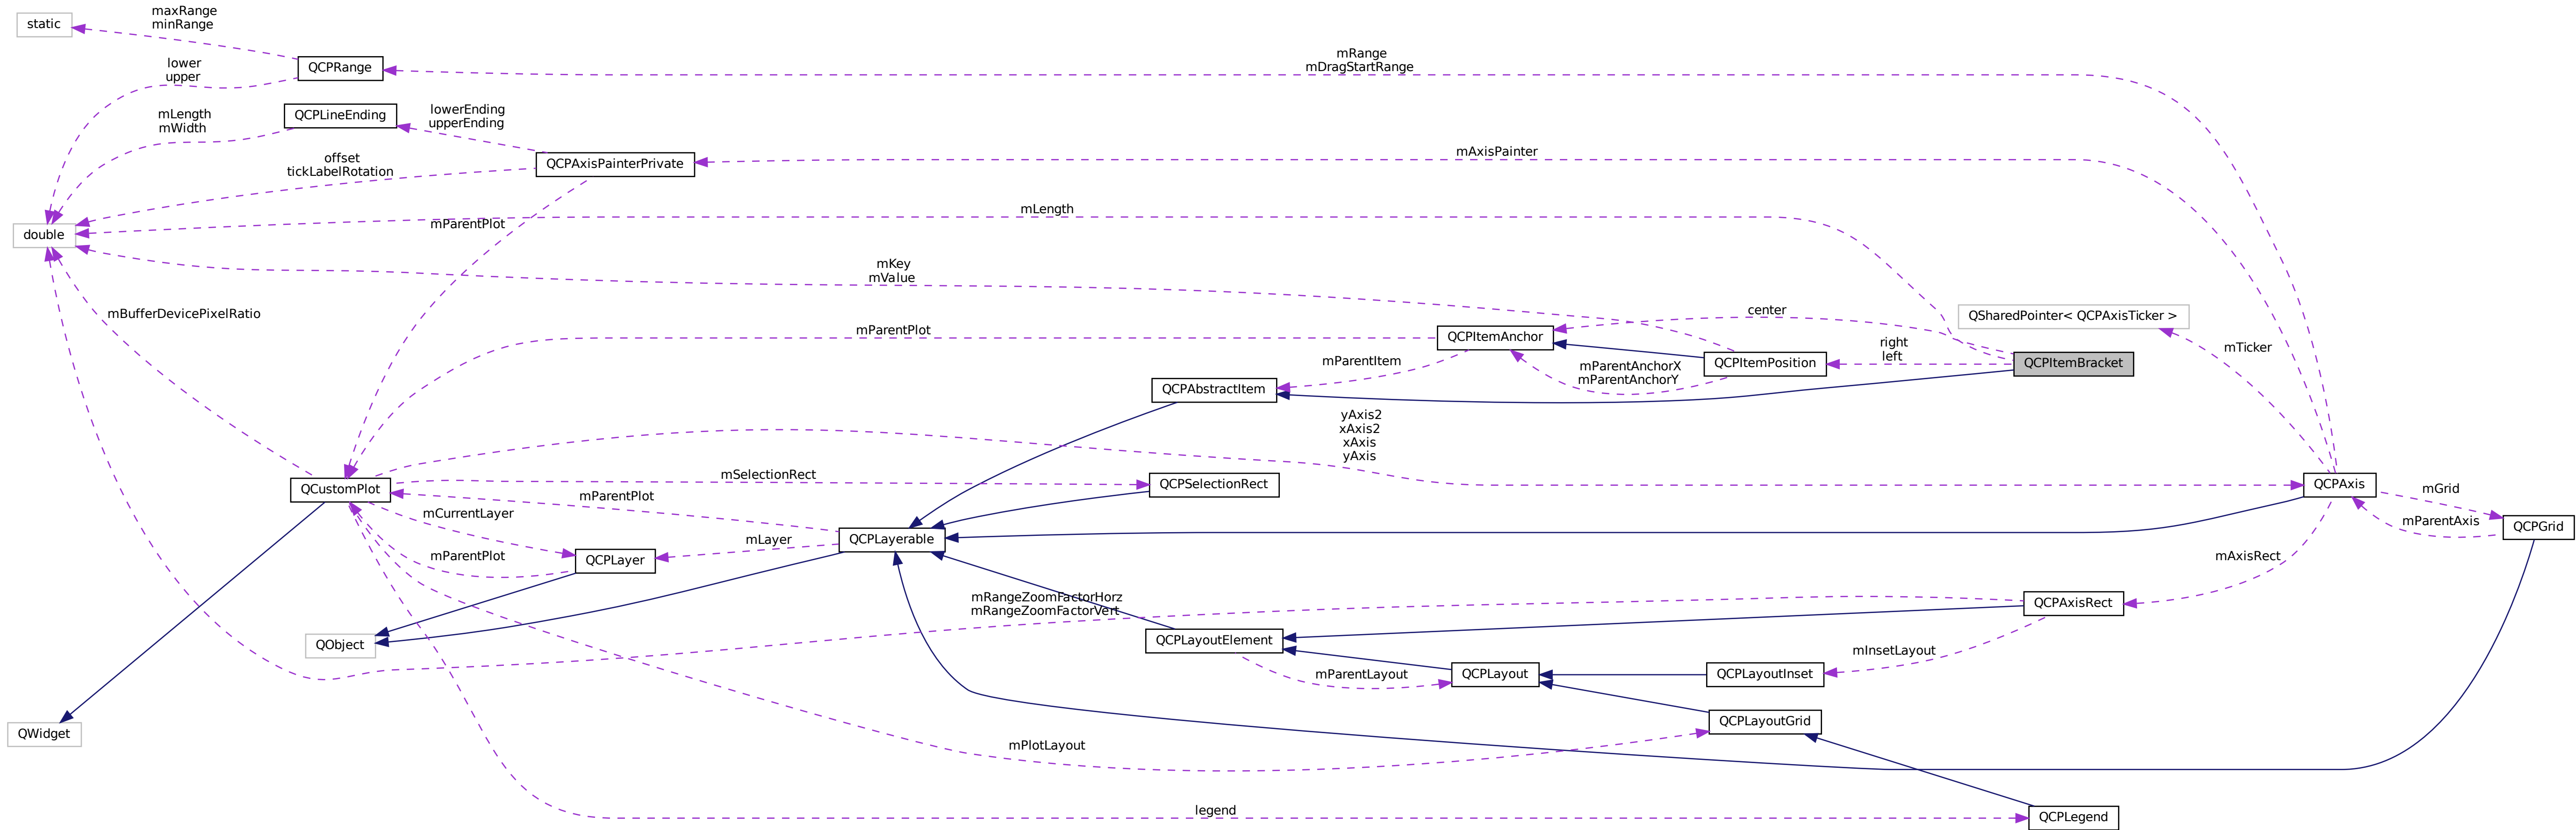 static
maxRange
minRange
QCPRange
mRange
mDragStartRange
lower
upper
QCPLineEnding
lowerEnding
upperEnding
mLength
mWidth
QCPAxisPainterPrivate
mAxisPainter
offset
tickLabelRotation
mLength
mParentPlot
double
mKey
mValue
mBufferDevicePixelRatio
mParentPlot
QCPItemAnchor
center
QSharedPointer< QCPAxisTicker >
mTicker
mParentItem
right
left
QCPItemPosition
QCPItemBracket
mParentAnchorX
mParentAnchorY
QCPAbstractItem
yAxis2
xAxis2
xAxis
yAxis
QCustomPlot
mSelectionRect
QCPSelectionRect
QCPAxis
mGrid
mParentPlot
mCurrentLayer
mParentAxis
QCPGrid
QCPLayerable
mLayer
mParentPlot
QCPLayer
mAxisRect
mRangeZoomFactorHorz
mRangeZoomFactorVert
QCPAxisRect
QObject
QCPLayoutElement
mInsetLayout
mParentLayout
QCPLayout
QCPLayoutInset
QWidget
QCPLayoutGrid
mPlotLayout
legend
QCPLegend